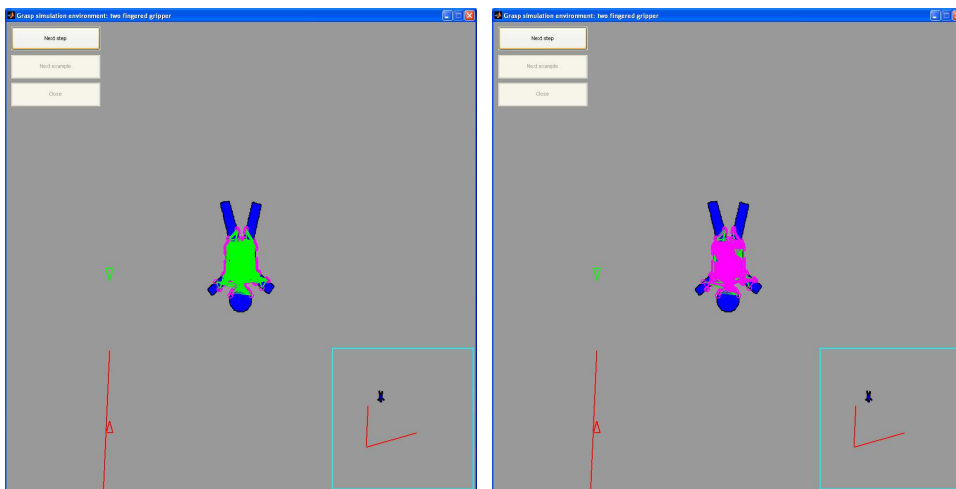 Grasp simulation environment: two fingered gripper
Next step
Next example
Close
Grasp simulation environment: two fingered gripper
Next step
Next example
Close